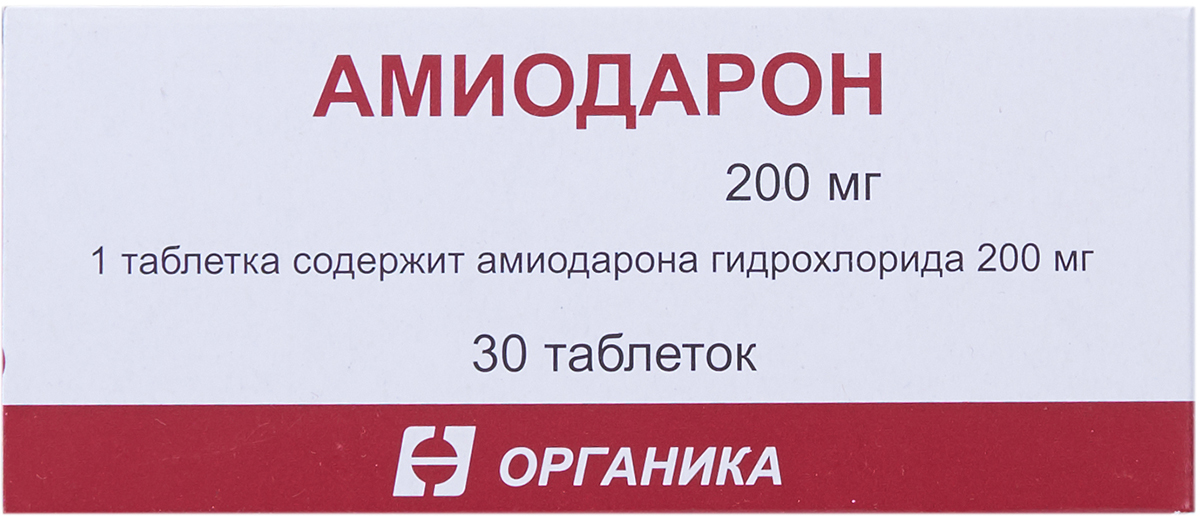 АМИОДАРОН
200 мг
1 таблетка содержит амиодарона гидрохлорида 200 мг
30 таблеток
ОРГАНИКА